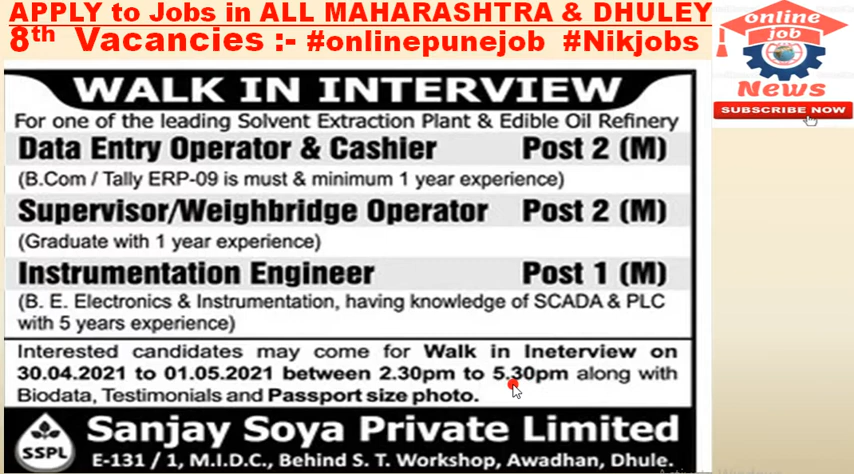 APPLY to Jobs in ALL MAHARASHTRA & DHULEY
8th Vacancies :- #onlinepunejob #Nikjobs
online
job
News
SUBSCRIBE NOW
WALK IN INTERVIEW
For one of the leading Solvent Extraction Plant & Edible Oil Refinery
Data Entry Operator & Cashier Post 2 (M)
(B.Com / Tally ERP-09 is must & minimum 1 year experience)
Supervisor/Weighbridge Operator Post 2 (M)
(Graduate with 1 year experience)
Instrumentation Engineer Post 1 (M)
(B. E. Electronics & Instrumentation, having knowledge of SCADA & PLC
with 5 years experience)
Interested candidates may come for Walk in Ineterview on
30.04.2021 to 01.05.2021 between 2.30pm to 5.30pm along with
Biodata, Testimonials and Passport size photo.
SSPL
Sanjay Soya Private Limited
E-131 / 1, M.I.D.C., Behind S. T. Workshop, Awadhan, Dhule.